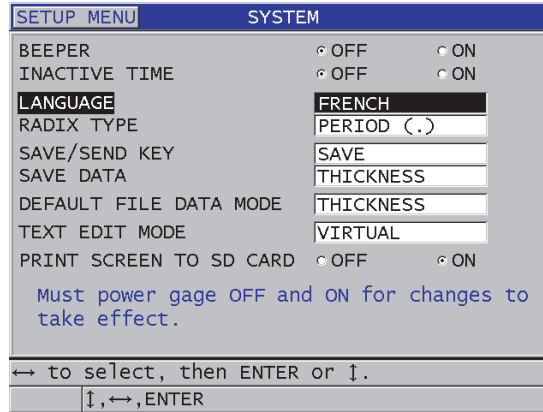 SETUP MENU SYSTEM
BEEPER OFF ON
INACTIVE TIME OFF ON
LANGUAGE FRENCH
RADIX TYPE PERIOD (.)
SAVE/SEND KEY SAVE
SAVE DATA THICKNESS
DEFAULT FILE DATA MODE THICKNESS
TEXT EDIT MODE VIRTUAL
PRINT SCREEN TO SD CARD OFF ON
Must power gage OFF and ON for changes to
take effect.
↔ to select, then ENTER or ↕.
↕,↔,ENTER